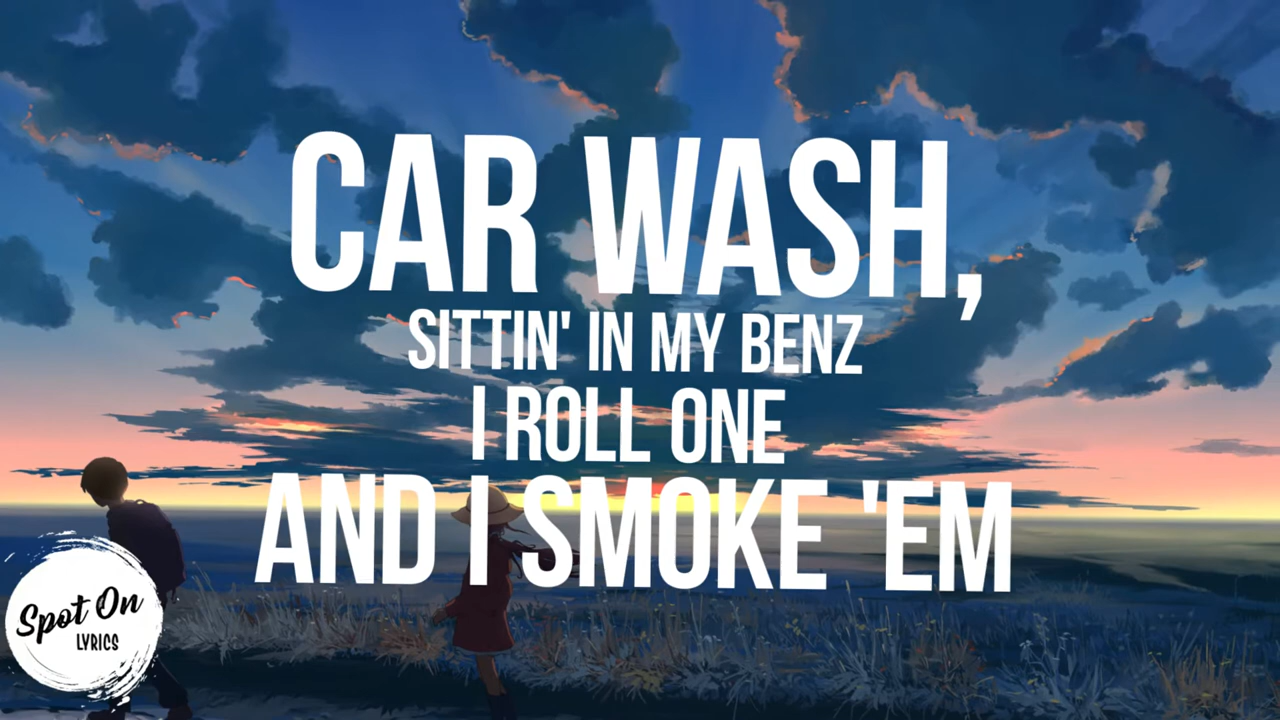 CAR WASH,
SITTIN' IN MY BENZ
I ROLL ONE
AND I SMOKE 'EM
Spot On
LYRICS